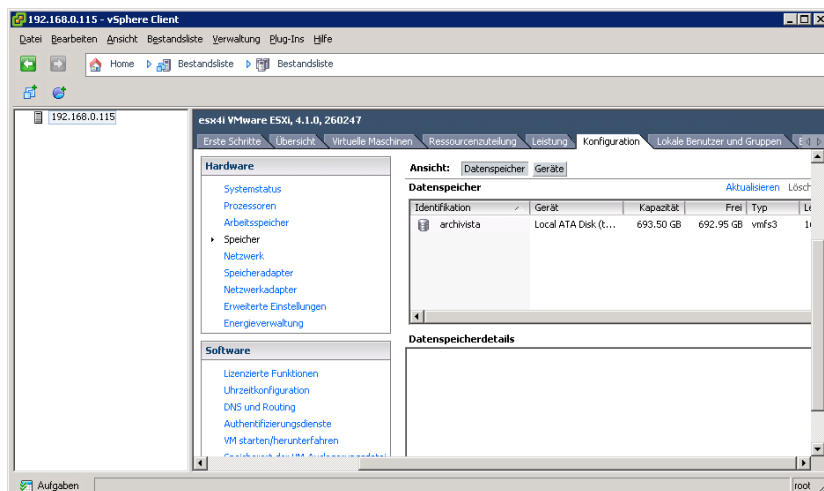 192.168.0.115 - vSphere Client
Datei Bearbeiten Ansicht Bestandsliste Verwaltung Plug-Ins Hilfe
Home Bestandsliste Bestandsliste
192.168.0.115
esx4i VMware ESXi, 4.1.0, 260247
Erste Schritte Übersicht Virtuelle Maschinen Ressourcenzuteilung Leistung Konfiguration Lokale Benutzer und Gruppen E
Hardware
Systemstatus
Prozessoren
Arbeitsspeicher
Speicher
Netzwerk
Speicheradapter
Netzwerkadapter
Erweiterte Einstellungen
Energieverwaltung
Software
Lizenzierte Funktionen
Uhrzeitkonfiguration
DNS und Routing
Authentifizierungsdienste
VM starten/herunterfahren
Ansicht: Datenspeicher Geräte
Datenspeicher Aktualisieren Lösch
Identifikation Gerät Kapazität Frei Typ
archivista Local ATA Disk (t... 693.50 GB 692.95 GB vmfs3
Datenspeicherdetails
Aufgaben root